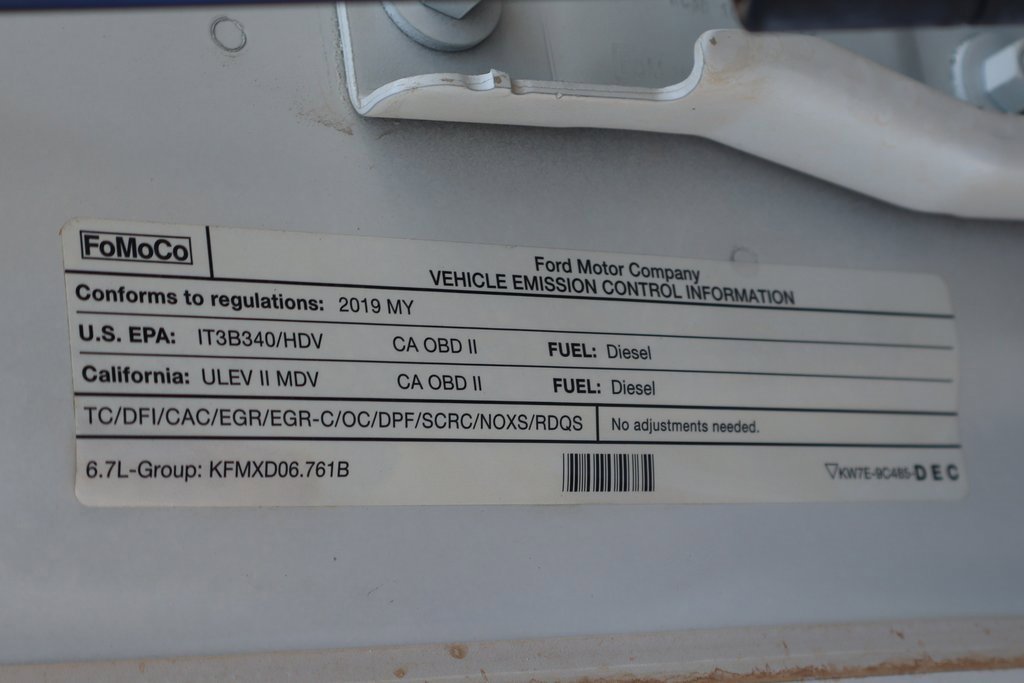 FoMoCo
Ford Motor Company
VEHICLE EMISSION CONTROL INFORMATION
Conforms to regulations: 2019 MY
U.S. EPA: IT3B340/HDV CA OBD II FUEL: Diesel
California: ULEV II MDV CA OBD II FUEL: Diesel
TC/DFI/CAC/EGR/EGR-C/OC/DPF/SCRC/NOXS/RDQS No adjustments needed.
6.7L-Group: KFMXD06.761B ▽KW7E-9C485-DEC